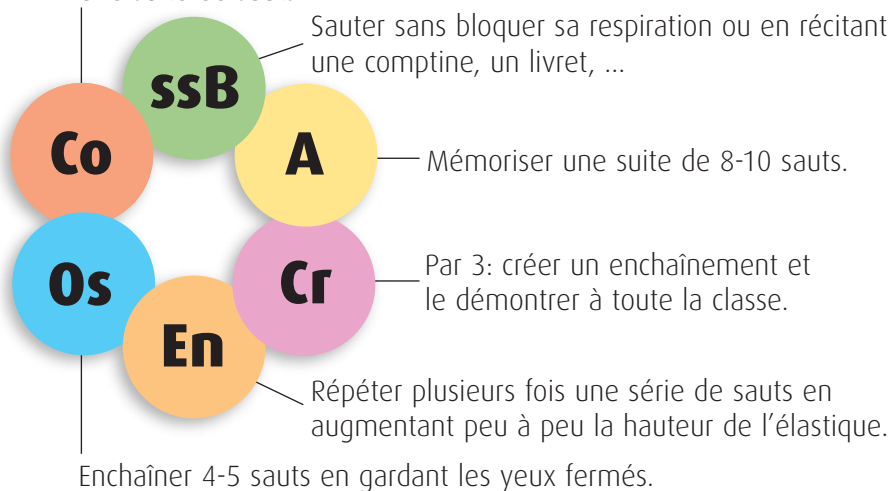 Sauter sans bloquer sa respiration ou en récitant
une comptine, un livret, ...
ssB
Co
A
Mémoriser une suite de 8-10 sauts.
Par 3: créer un enchaînement et
le démontrer à toute la classe.
Cr
Os
En
Répéter plusieurs fois une série de sauts en
augmentant peu à peu la hauteur de l’élastique.
Enchaîner 4-5 sauts en gardant les yeux fermés.